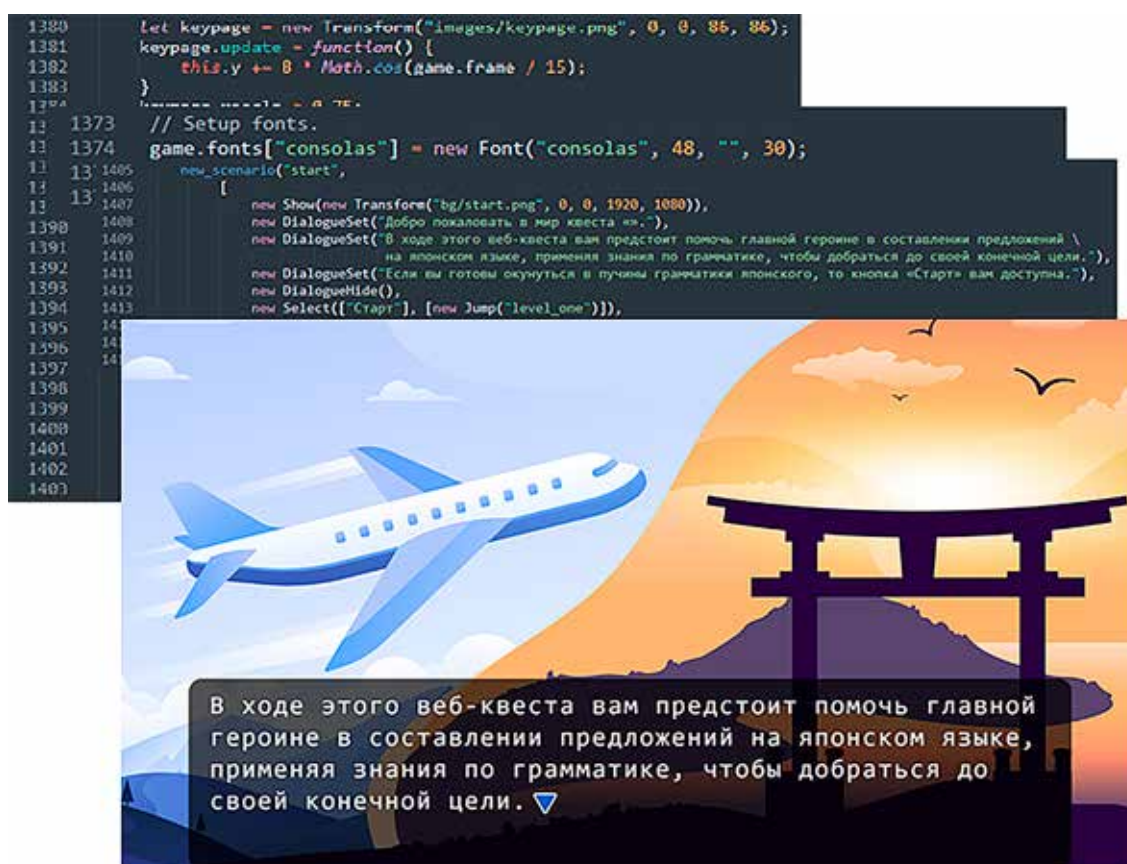 1380 let keypage = new Transform("images/keypage.png", 0, 0, 86, 86);
1381 keypage.update = function() {
1382 this.y += 8 * Math.cos(game.frame / 15);
1383 }
1373 // Setup fonts.
1374 game.fonts["consolas"] = new Font("consolas", 48, "", 30);
1405 new_scenario("start",
1406 [
1407 new Show(new Transform("bg/start.png", 0, 0, 1920, 1080)),
1408 new DialogueSet("Добро пожаловать в мир квеста «»."),
1409 new DialogueSet("В ходе этого веб-квеста вам предстоит помочь главной героине в составлении предложений \
1410 на японском языке, применяя знания по грамматике, чтобы добраться до своей конечной цели."),
1411 new DialogueSet("Если вы готовы окунуться в пучины грамматики японского, то кнопка «Старт» вам доступна."),
1412 new DialogueHide(),
1413 new Select(["Старт"], [new Jump("level_one")]),
1390
1391
1392
1393
1394
1395
1396
1397
1398
1399
1400
1401
1402
1403
В ходе этого веб-квеста вам предстоит помочь главной
героине в составлении предложений на японском языке,
применяя знания по грамматике, чтобы добраться до
своей конечной цели.